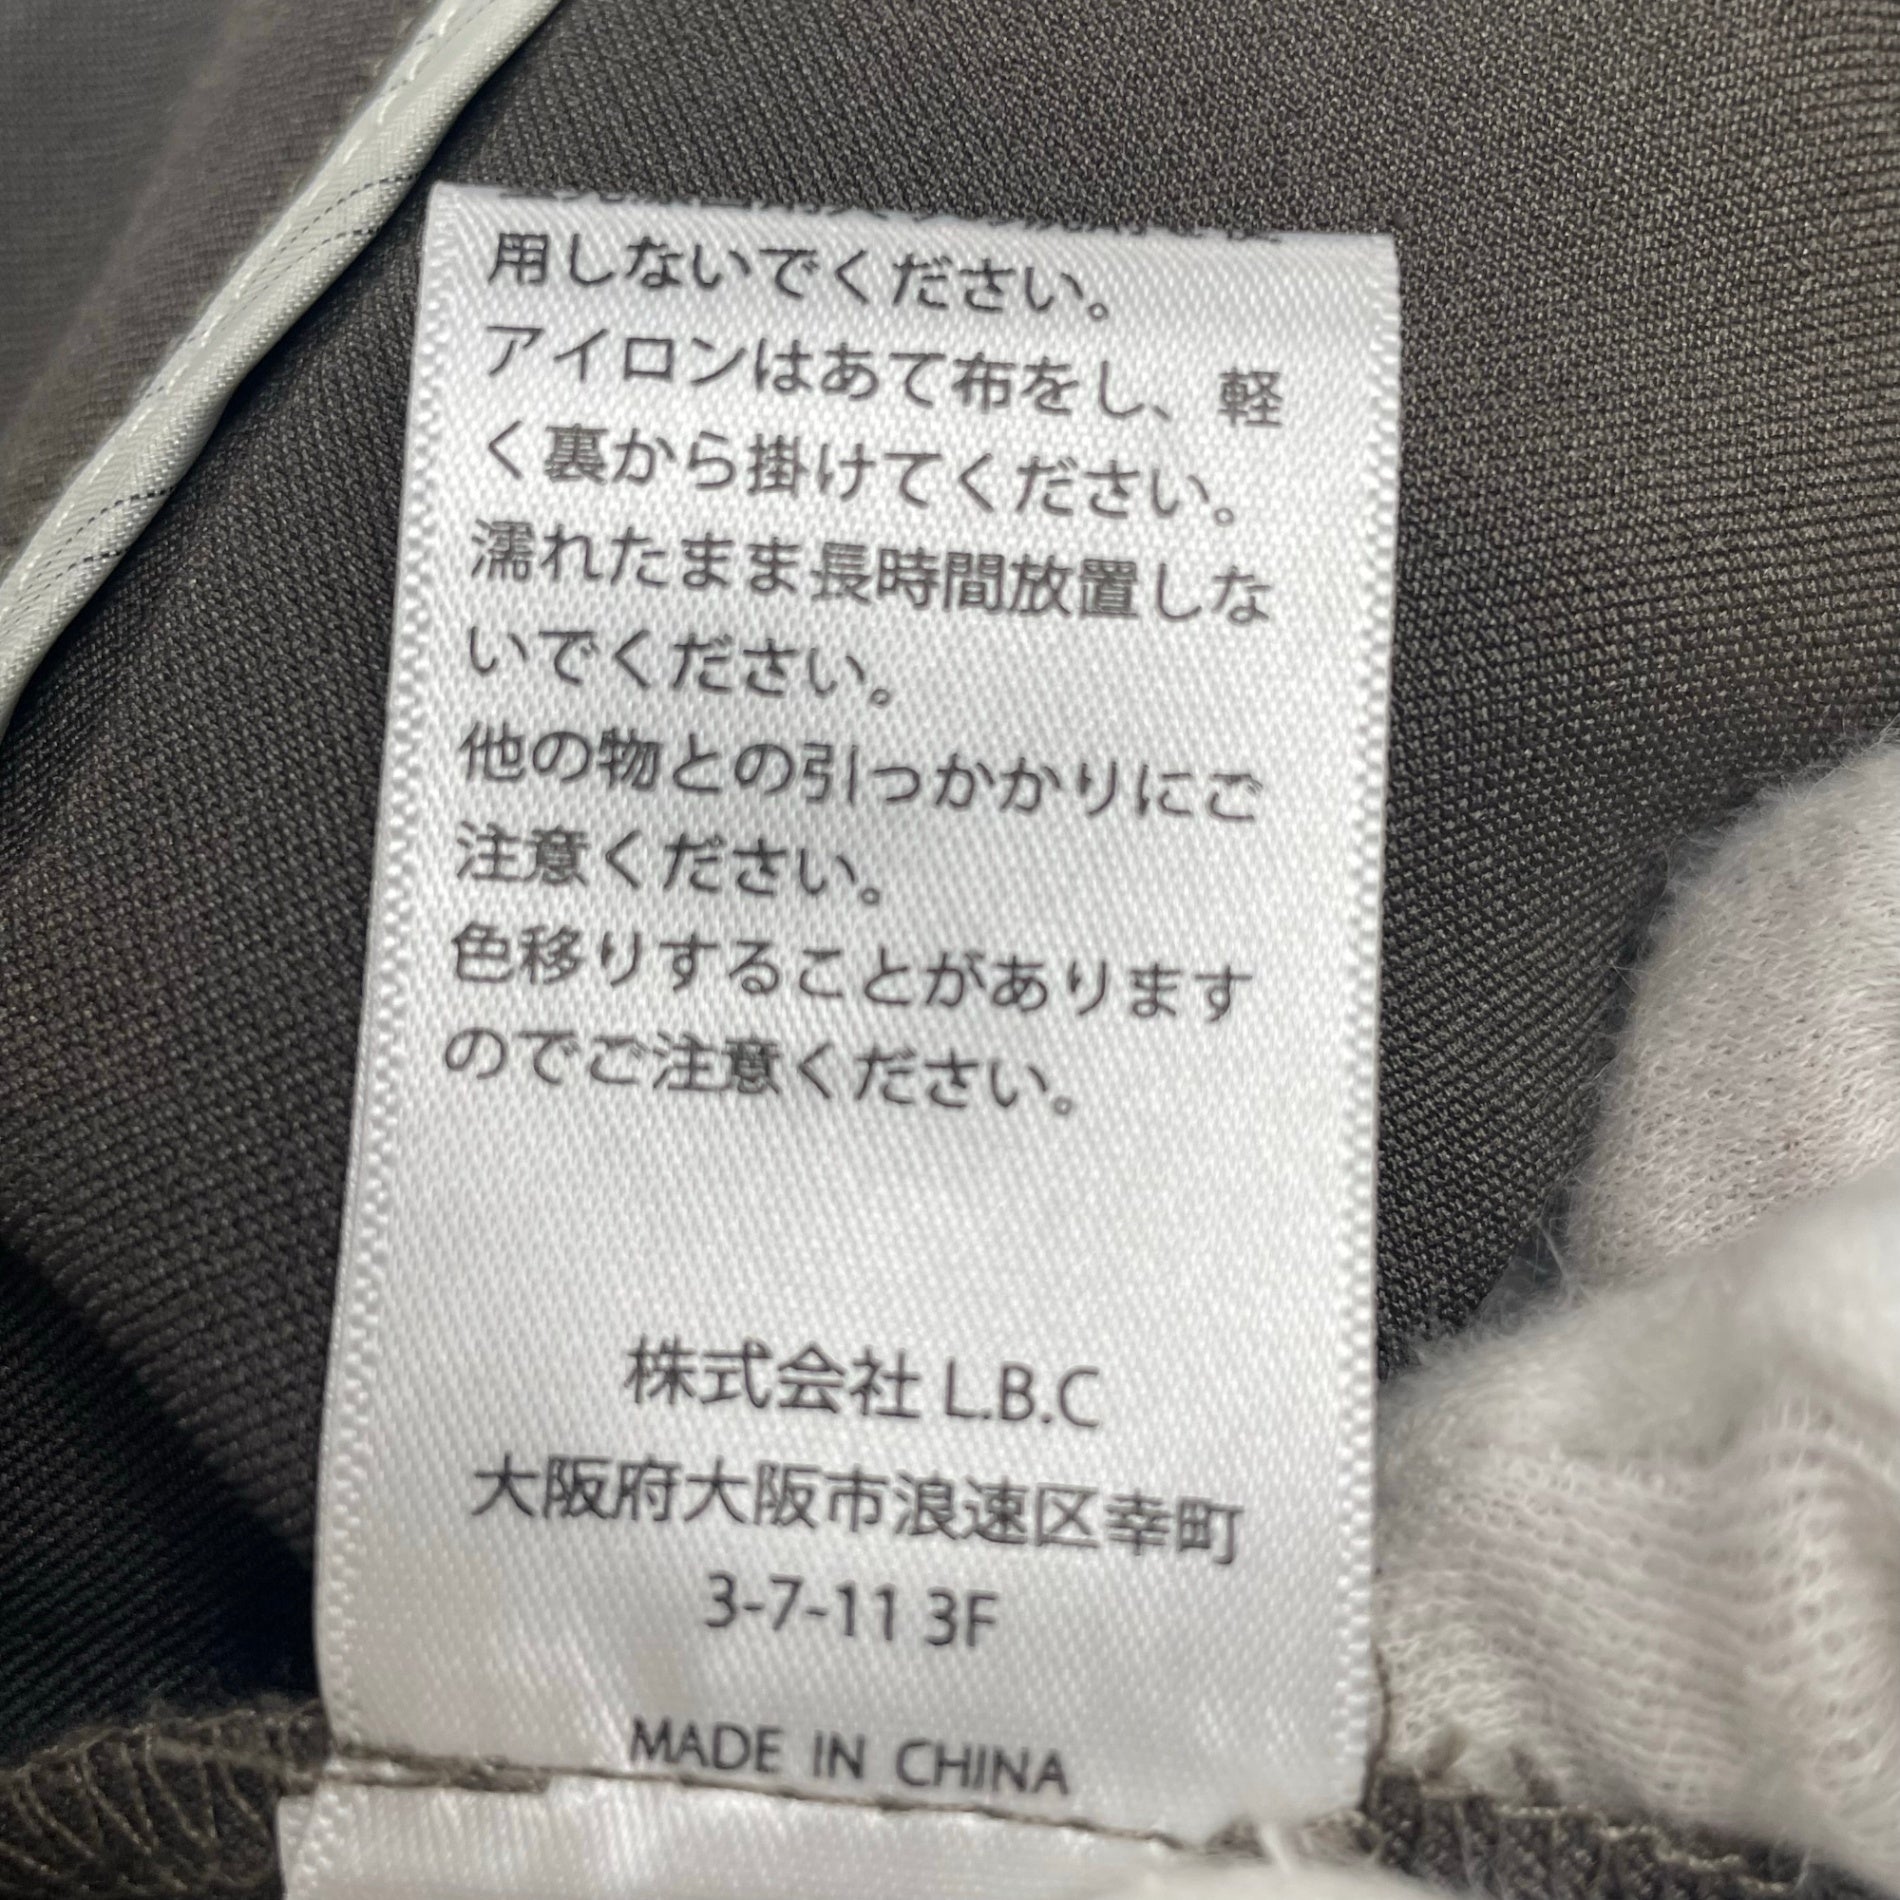 用しないでください。
アイロンはあて布をし、軽
く裏から掛けてください。
濡れたまま長時間放置しな
いでください。
他の物との引っかかりにご
注意ください。
色移りすることがあります
のでご注意ください。
株式会社 L.B.C
大阪府大阪市浪速区幸町
3-7-11 3F
MADE IN CHINA